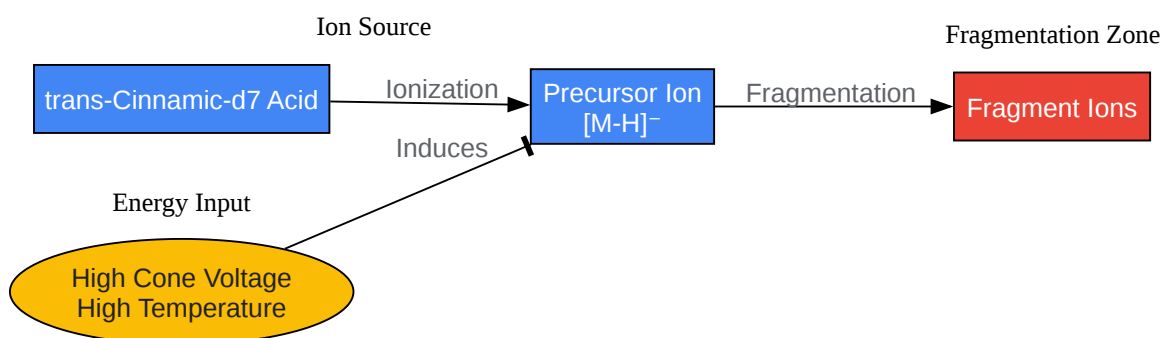 Ion Source
Fragmentation Zone
trans-Cinnamic-d7 Acid
Ionization
Precursor Ion
[M-H]⁻
Fragmentation
Fragment Ions
Induces
Energy Input
High Cone Voltage
High Temperature